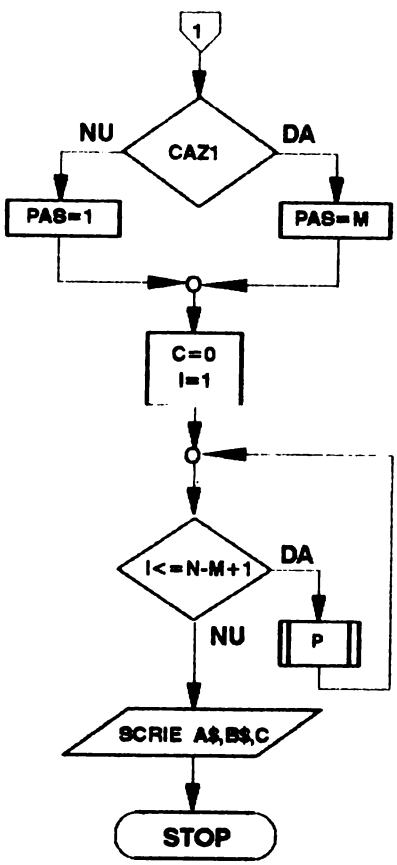 1
NU
DA
CAZ1
PAS=1
PAS=M
C=0
I=1
I<=N-M+1
DA
P
NU
SCRIE A$,B$,C
STOP